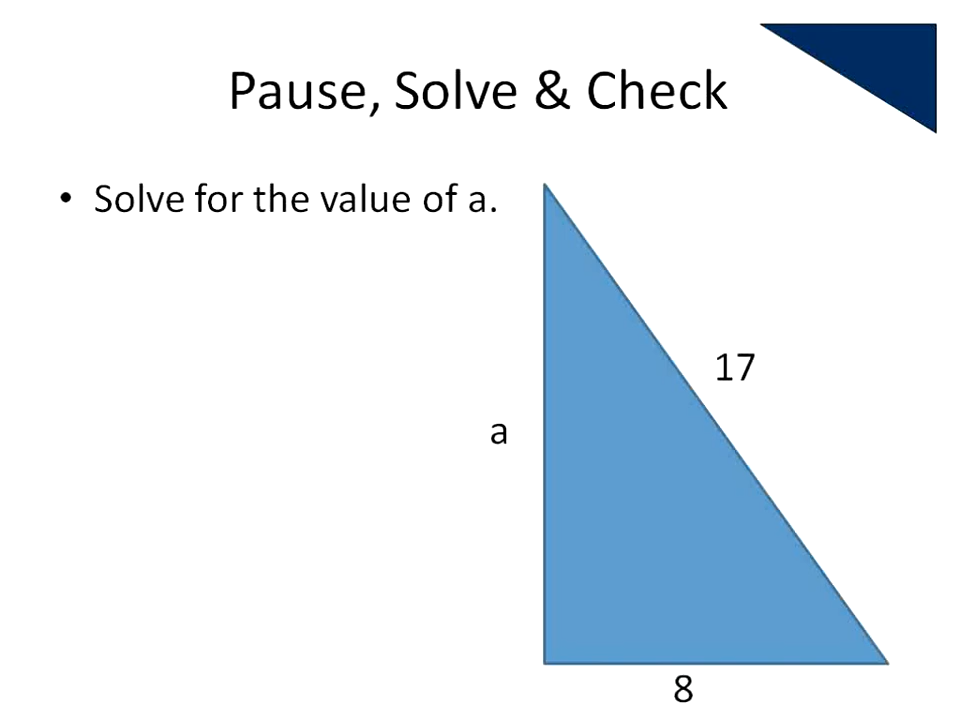 Pause, Solve & Check
• Solve for the value of a.
17
a
8